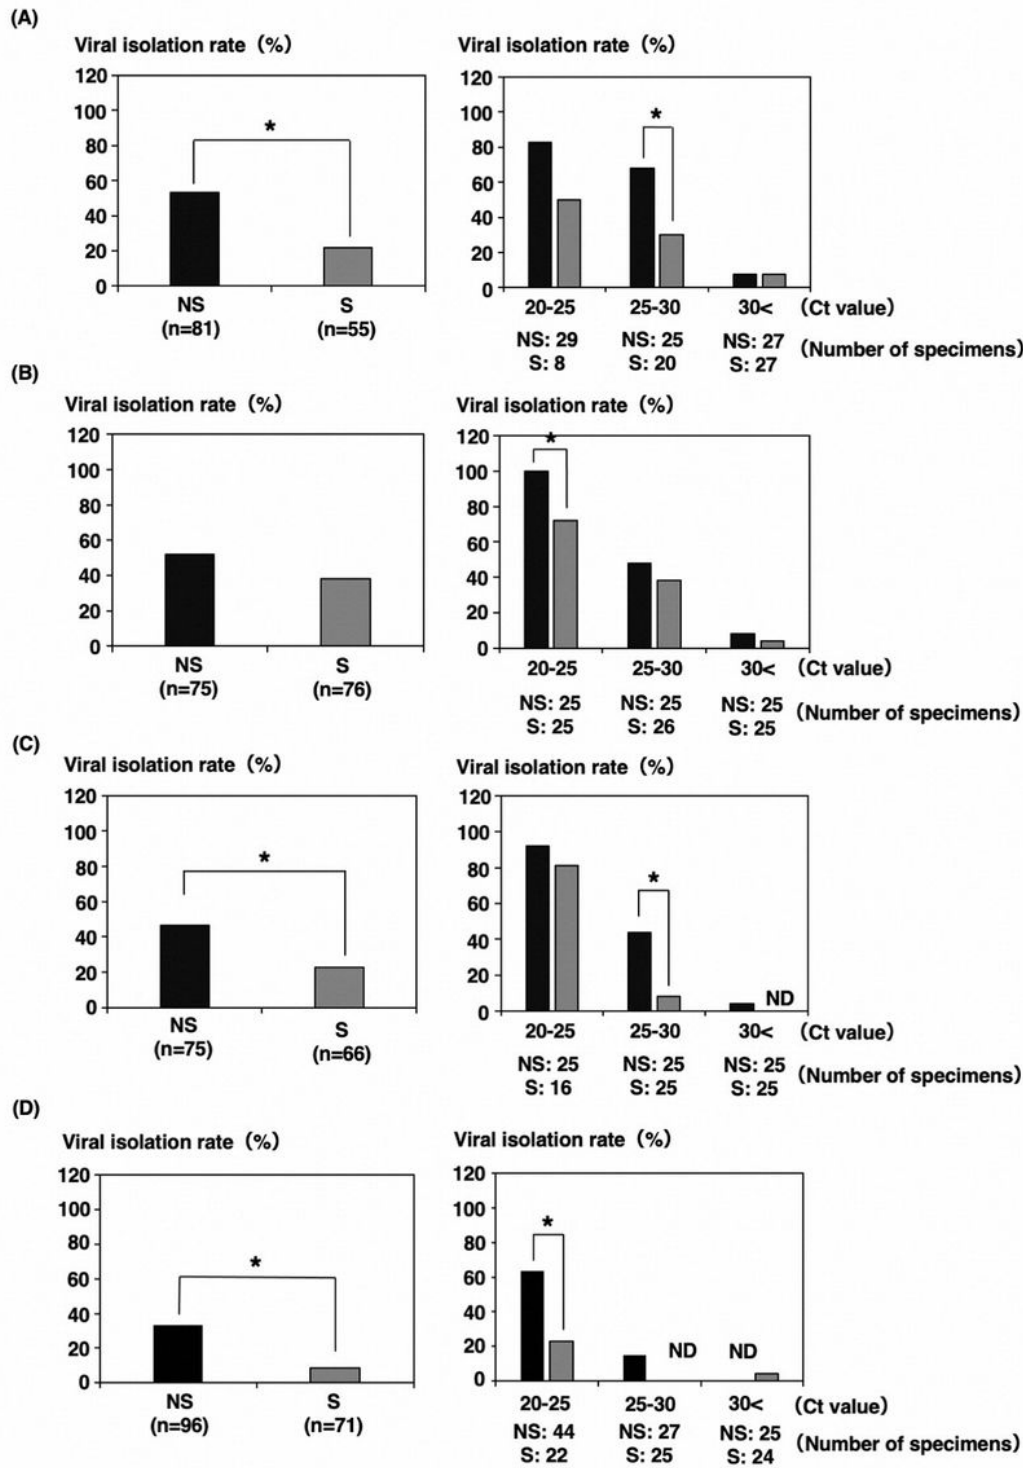 (A)
Viral isolation rate (%)
120
100
80
60
40
20
0
*
NS
(n=81)
S
(n=55)
Viral isolation rate (%)
120
100
80
60
40
20
0
*
20-25
25-30
30<
(Ct value)
NS: 29
S: 8
NS: 25
S: 20
NS: 27
S: 27
(Number of specimens)
(B)
Viral isolation rate (%)
120
100
80
60
40
20
0
NS
(n=75)
S
(n=76)
Viral isolation rate (%)
120
100
80
60
40
20
0
*
20-25
25-30
30<
(Ct value)
NS: 25
S: 25
NS: 25
S: 26
NS: 25
S: 25
(Number of specimens)
(C)
Viral isolation rate (%)
120
100
80
60
40
20
0
*
NS
(n=75)
S
(n=66)
Viral isolation rate (%)
120
100
80
60
40
20
0
*
ND
20-25
25-30
30<
(Ct value)
NS: 25
S: 16
NS: 25
S: 25
NS: 25
S: 25
(Number of specimens)
(D)
Viral isolation rate (%)
120
100
80
60
40
20
0
*
NS
(n=96)
S
(n=71)
Viral isolation rate (%)
120
100
80
60
40
20
0
*
ND
ND
20-25
25-30
30<
(Ct value)
NS: 44
S: 22
NS: 27
S: 25
NS: 25
S: 24
(Number of specimens)